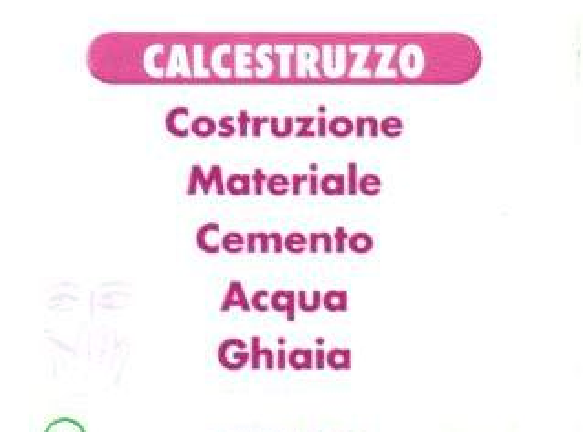 CALCESTRUZZO
Costruzione
Materiale
Cemento
Acqua
Ghiaia